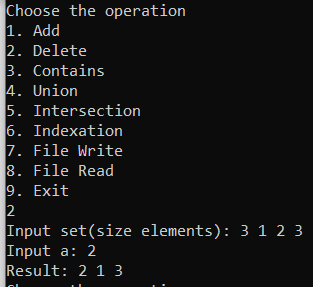 Choose the operation
1. Add
2. Delete
3. Contains
4. Union
5. Intersection
6. Indexation
7. File Write
8. File Read
9. Exit
2
Input set(size elements): 3 1 2 3
Input a: 2
Result: 2 1 3